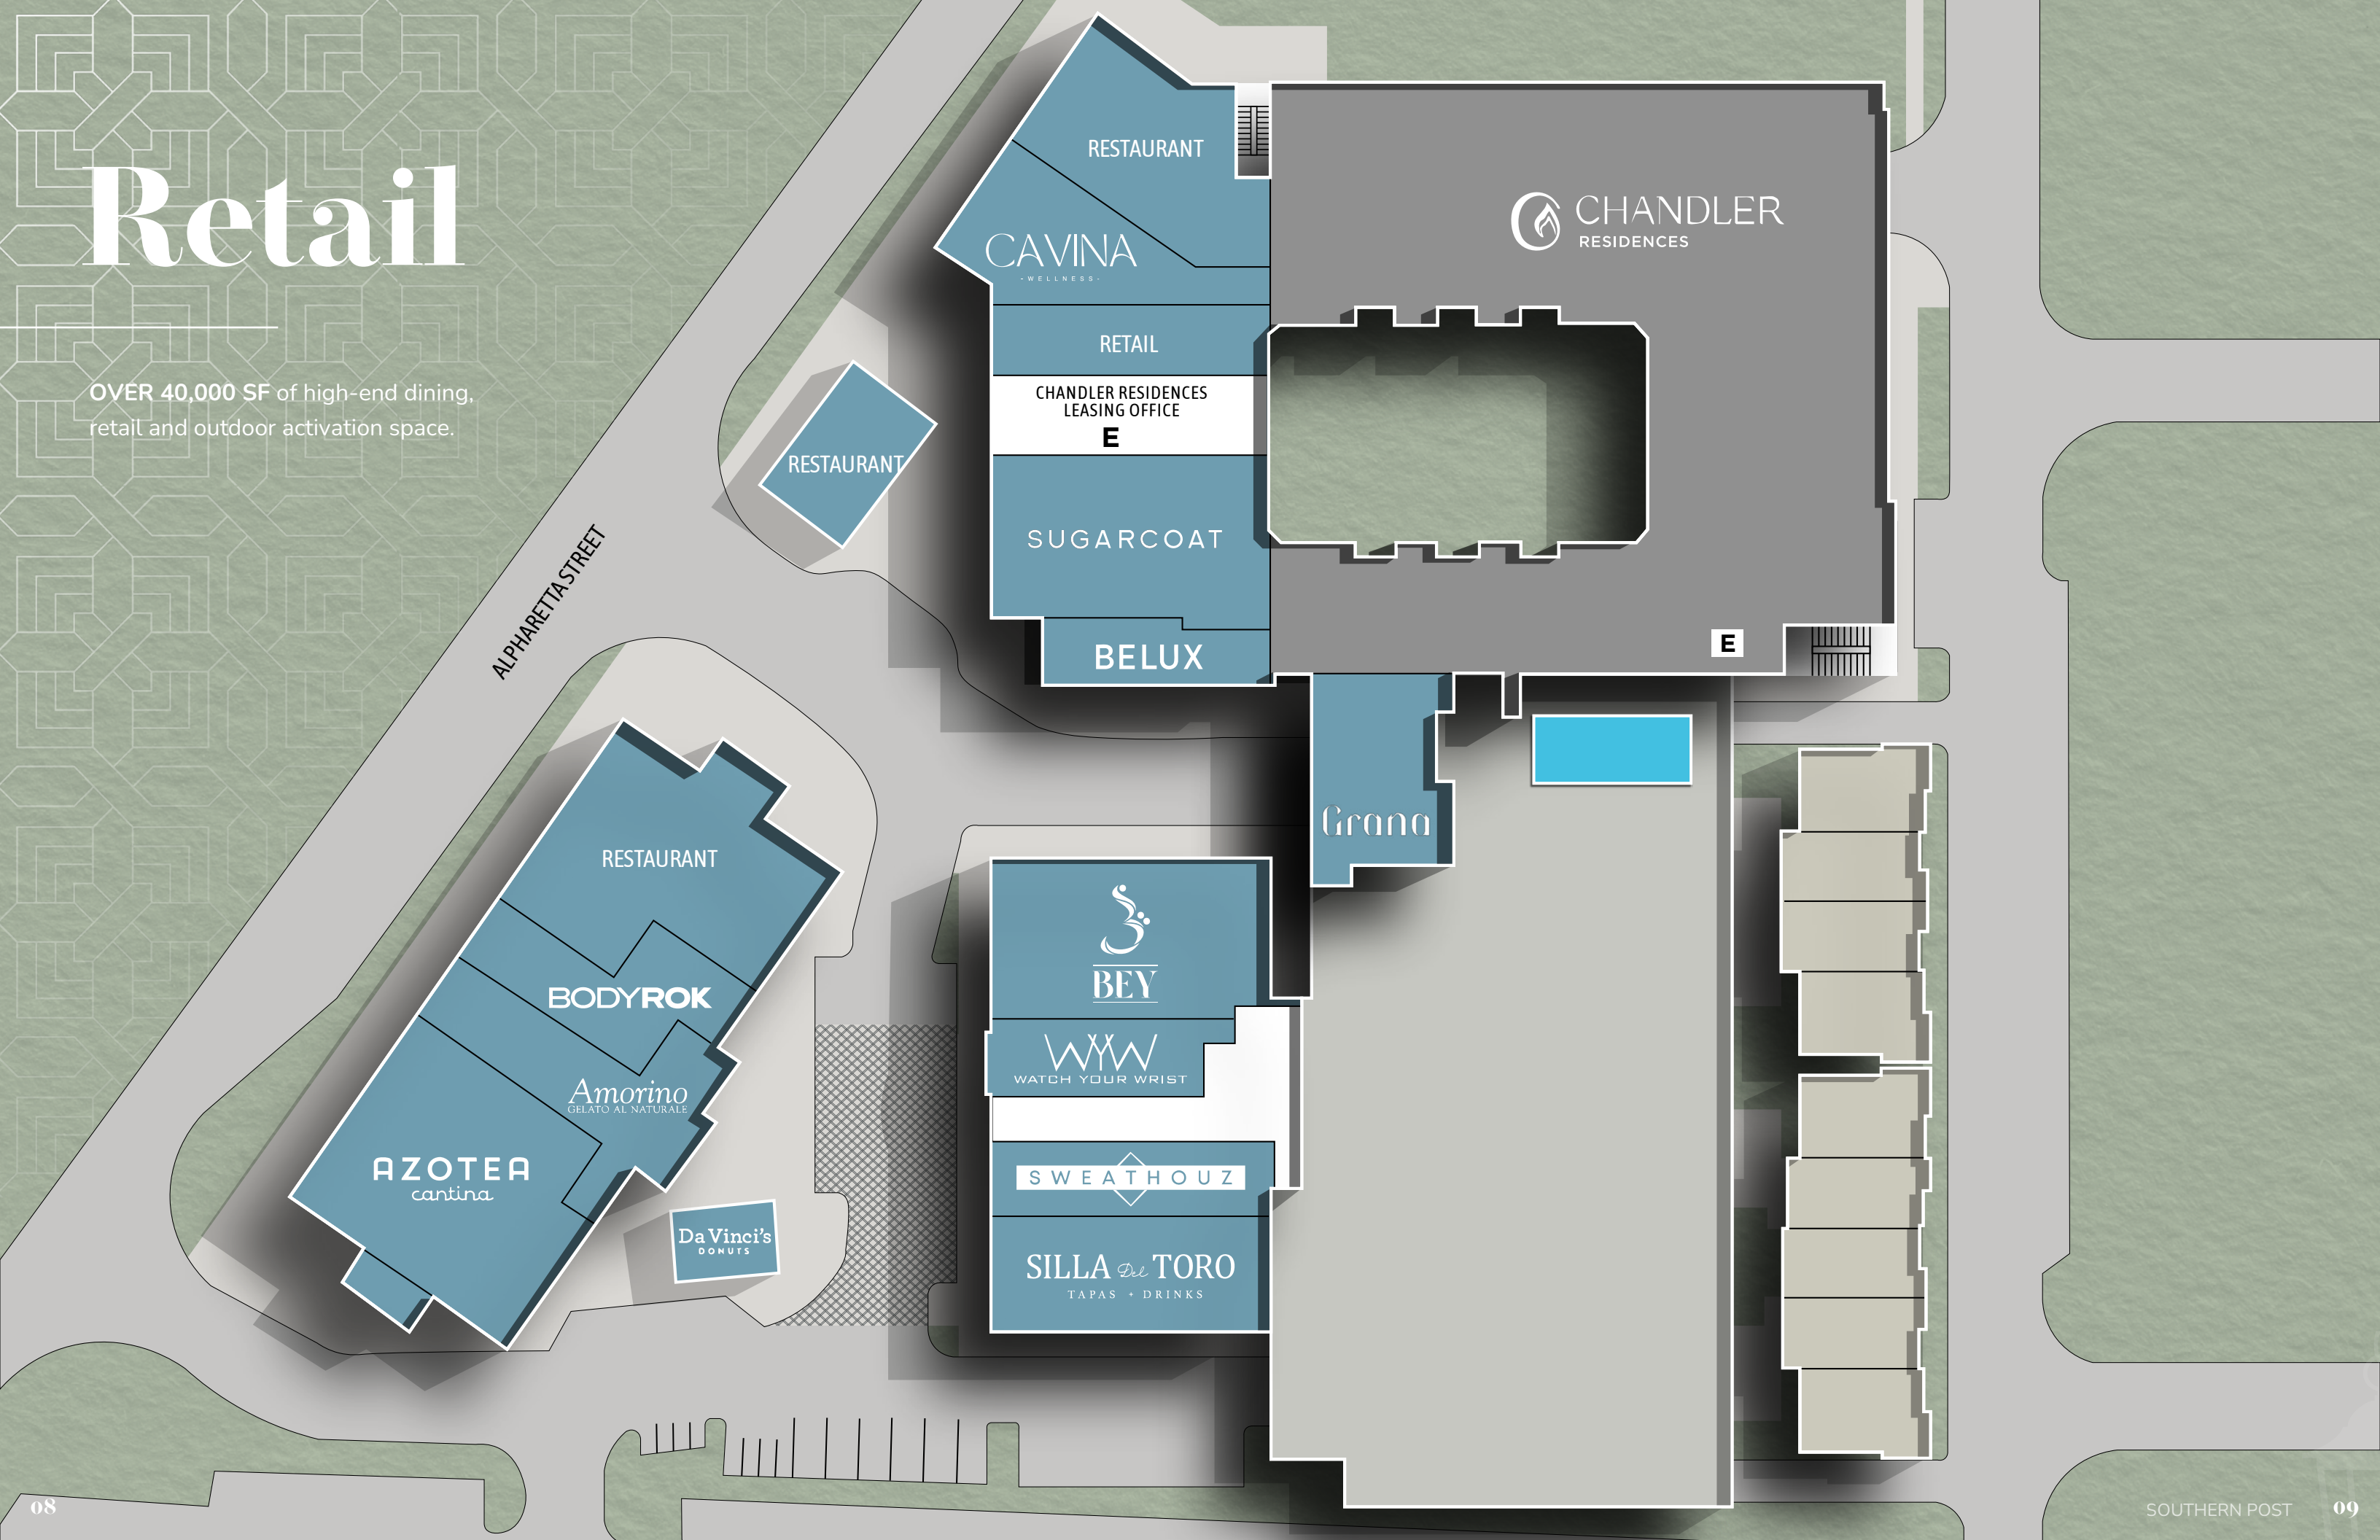 Retail
OVER 40,000 SF of high-end dining,
retail and outdoor activation space.
ALPHARETTA STREET
RESTAURANT
CAVINA
- WELLNESS -
RETAIL
CHANDLER RESIDENCES
LEASING OFFICE
E
SUGARCOAT
BELUX
CHANDLER
RESIDENCES
E
RESTAURANT
Grana
RESTAURANT
BODYROK
Amorino
GELATO AL NATURALE
AZOTEA
cantina
Da Vinci's
DONUTS
BEY
WYW
WATCH YOUR WRIST
SWEATHOUZ
SILLA Del TORO
TAPAS + DRINKS
08
SOUTHERN POST 09